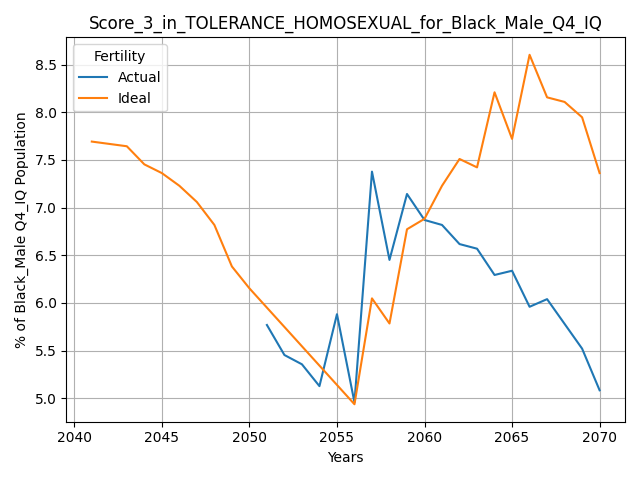 Score_3_in_TOLERANCE_HOMOSEXUAL_for_Black_Male_Q4_IQ
Fertility
Actual
Ideal
% of Black_Male Q4_IQ Population
8.5
8.0
7.5
7.0
6.5
6.0
5.5
5.0
2040 2045 2050 2055 2060 2065 2070
Years